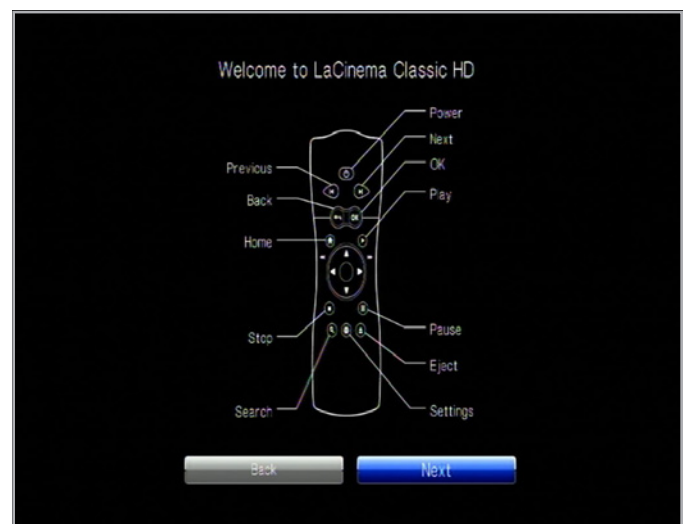 Welcome to LaCinema Classic HD
Power
Next
Previous
OK
Back
Play
Home
Stop
Pause
Eject
Search
Settings
Back
Next